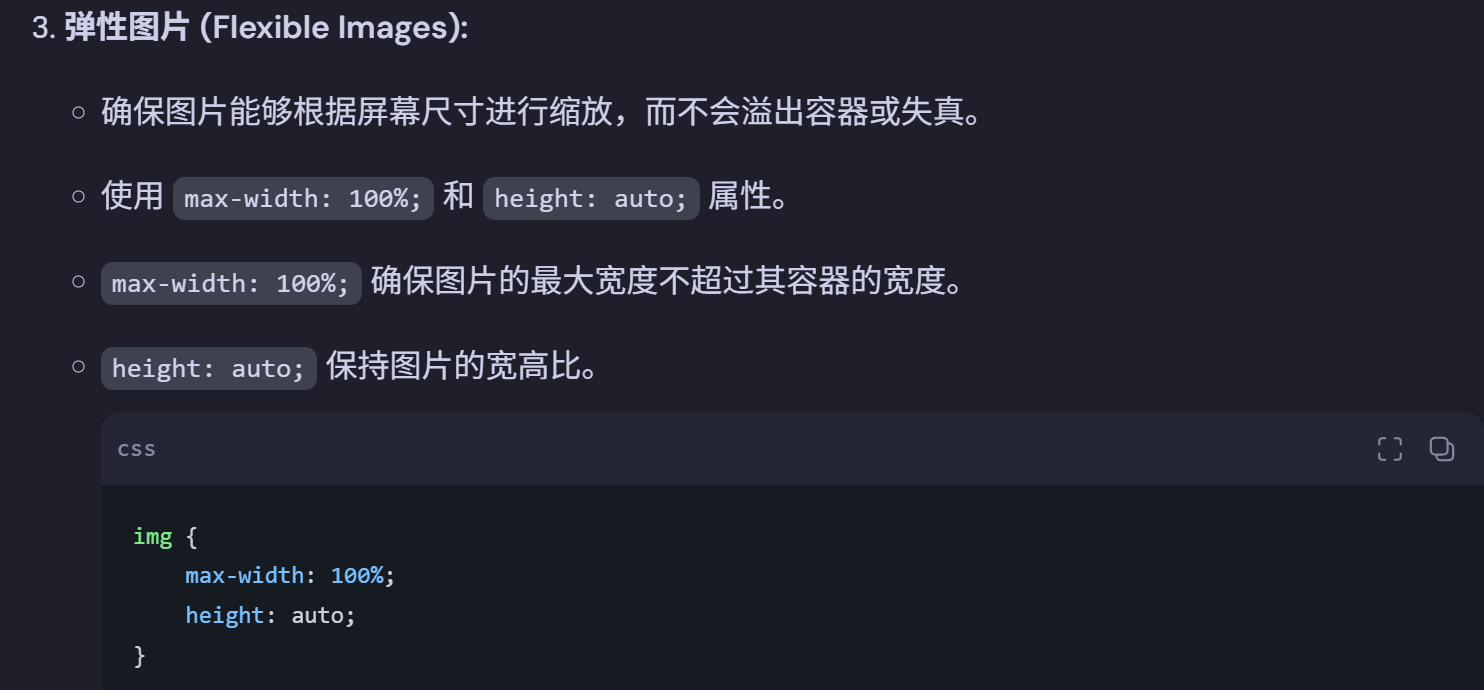 3. 弹性图片 (Flexible Images):
确保图片能够根据屏幕尺寸进行缩放，而不会溢出容器或失真。
使用 max-width: 100%; 和 height: auto; 属性。
max-width: 100%; 确保图片的最大宽度不超过其容器的宽度。
height: auto; 保持图片的宽高比。
css
img {
    max-width: 100%;
    height: auto;
}